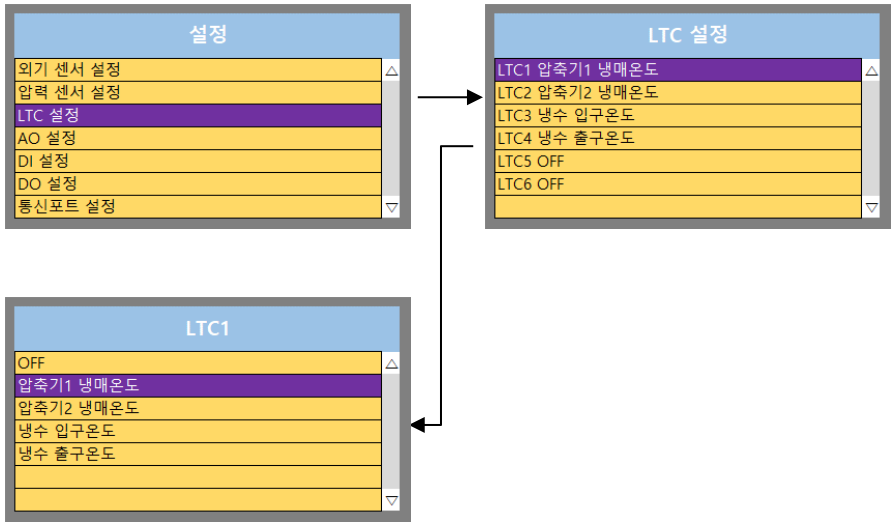 설정
외기 센서 설정
압력 센서 설정
LTC 설정
AO 설정
DI 설정
DO 설정
통신포트 설정
LTC 설정
LTC1 압축기1 냉매온도
LTC2 압축기2 냉매온도
LTC3 냉수 입구온도
LTC4 냉수 출구온도
LTC5 OFF
LTC6 OFF
LTC1
OFF
압축기1 냉매온도
압축기2 냉매온도
냉수 입구온도
냉수 출구온도